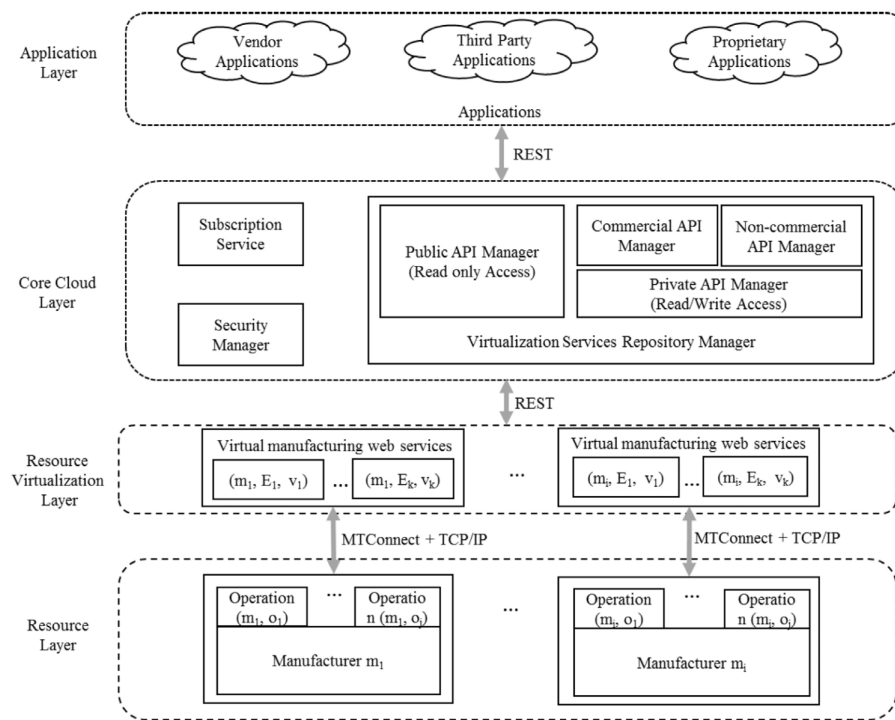 Application
Layer
Vendor
Applications
Third Party
Applications
Proprietary
Applications
Applications
REST
Core Cloud
Layer
Subscription
Service
Security
Manager
Public API Manager
(Read only Access)
Commercial API
Manager
Non-commercial
API Manager
Private API Manager
(Read/Write Access)
Virtualization Services Repository Manager
REST
Resource
Virtualization
Layer
Virtual manufacturing web services
(m₁, E₁, v₁)
...
(m₁, Eₖ, vₖ)
...
Virtual manufacturing web services
(mᵢ, E₁, v₁)
...
(mᵢ, Eₖ, vₖ)
MTConnect + TCP/IP
MTConnect + TCP/IP
Resource
Layer
Operation
(m₁, o₁)
...
Operatio
n (m₁, oⱼ)
Manufacturer m₁
...
Operation
(mᵢ, o₁)
...
Operatio
n (mᵢ, oⱼ)
Manufacturer mᵢ